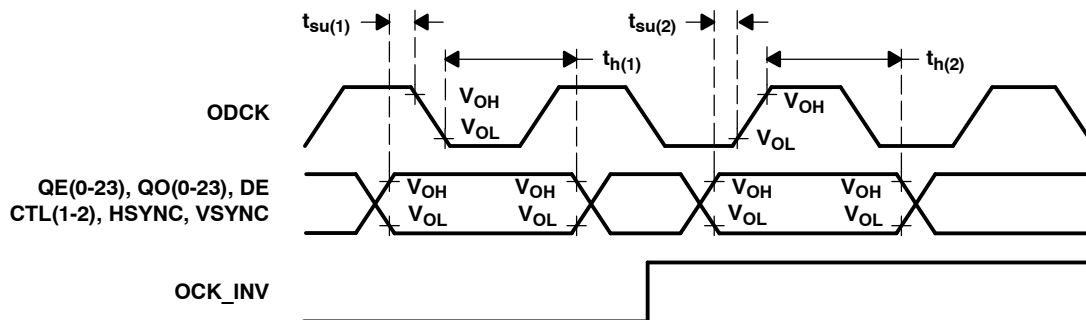 tsu(1)
tsu(2)
th(1)
th(2)
ODCK
VOH
VOL
VOH
VOL
QE(0-23), QO(0-23), DE
CTL(1-2), HSYNC, VSYNC
VOH
VOH
VOH
VOH
VOL
VOL
VOL
VOL
OCK_INV